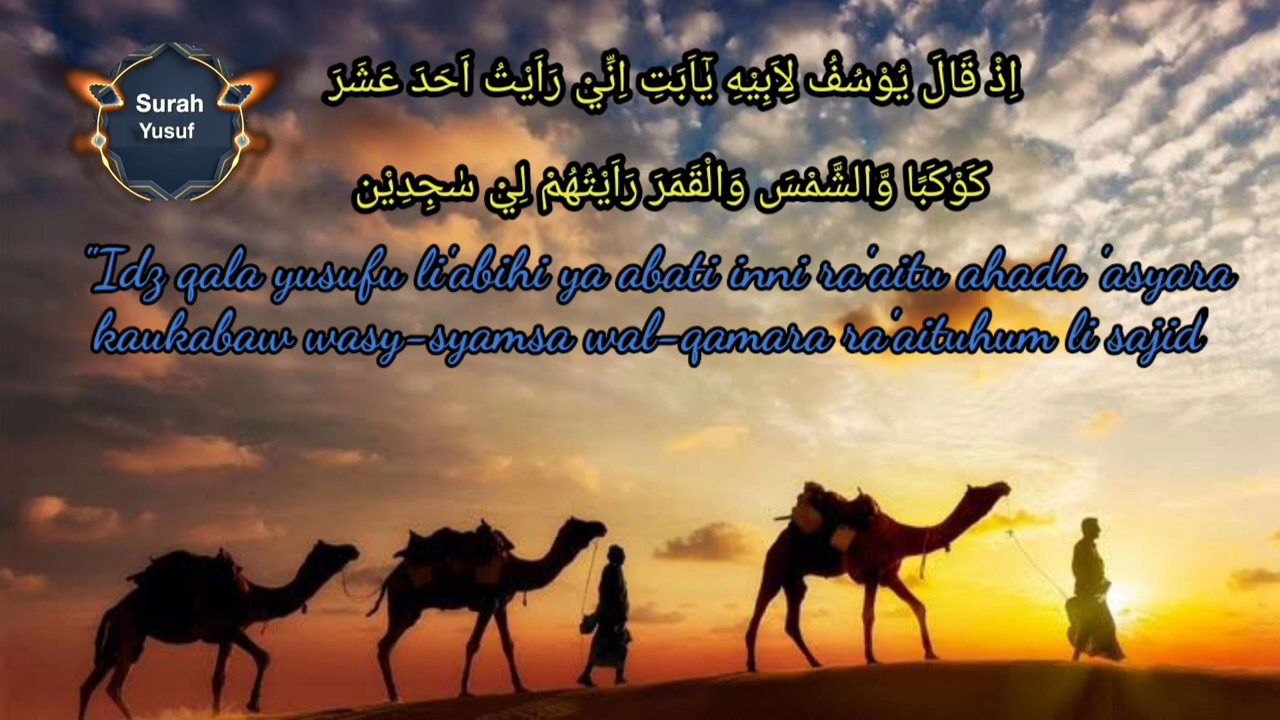 Surah
Yusuf
اِذْ قَالَ يُوْسُفُ لِاَبِيْهِ يٰٓاَبَتِ اِنِّيْ رَاَيْتُ اَحَدَ عَشَرَ
كَوْكَبًا وَّالشَّمْسَ وَالْقَمَرَ رَاَيْتُهُمْ لِيْ سٰجِدِيْن
"Idz qala yusufu li'abihi ya abati inni ra'aitu ahada 'asyara
kaukabaw wasy-syamsa wal-qamara ra'aituhum li sajid